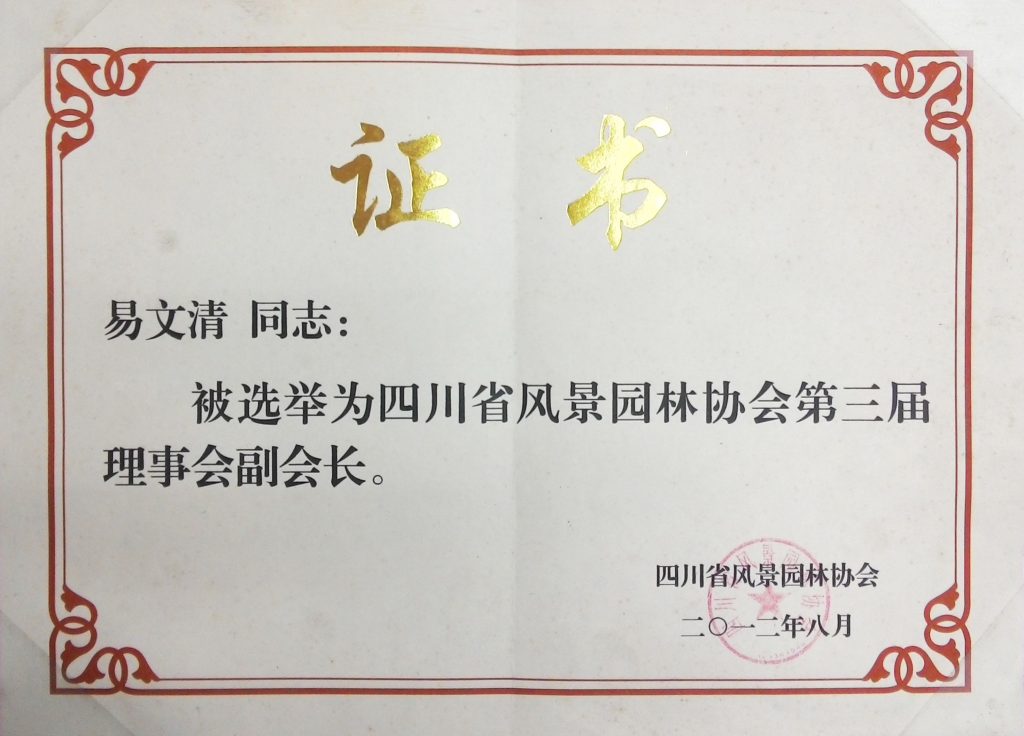 证书
易文清 同志：
被选举为四川省风景园林协会第三届
理事会副会长。
四川省风景园林协会
二〇一二年八月